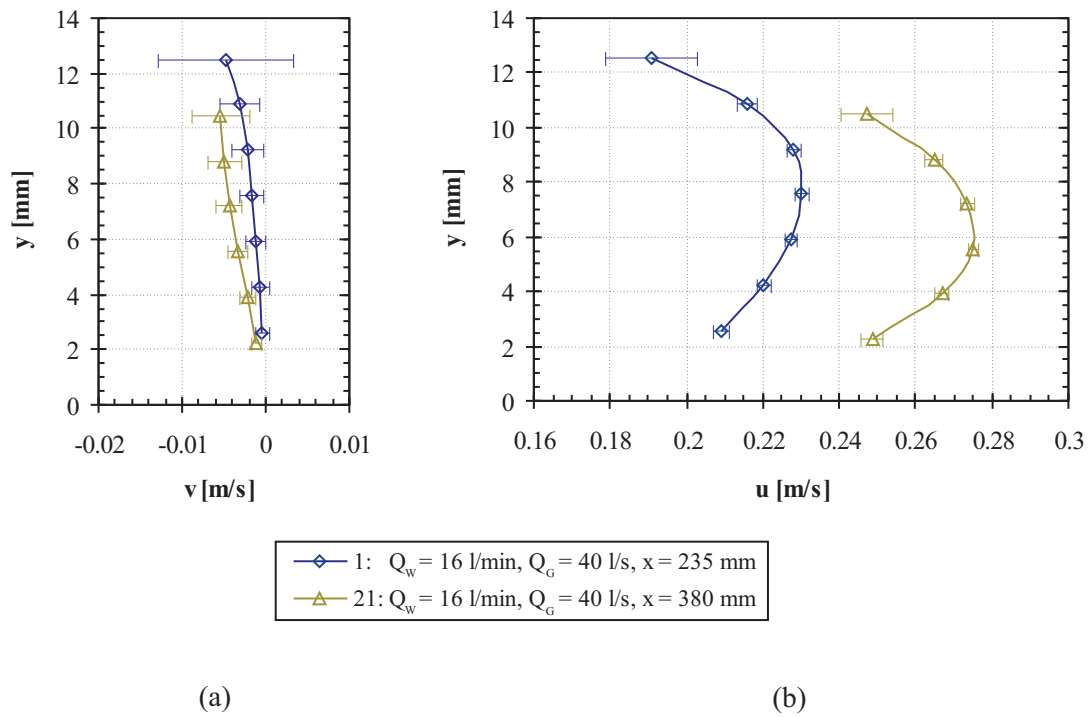 14
12
10
8
6
4
2
0
y [mm]
-0.02 -0.01 0 0.01
v [m/s]
14
12
10
8
6
4
2
0
y [mm]
0.16 0.18 0.2 0.22 0.24 0.26 0.28 0.3
u [m/s]
1: Q_W = 16 l/min, Q_G = 40 l/s, x = 235 mm
21: Q_W = 16 l/min, Q_G = 40 l/s, x = 380 mm
(a) (b)